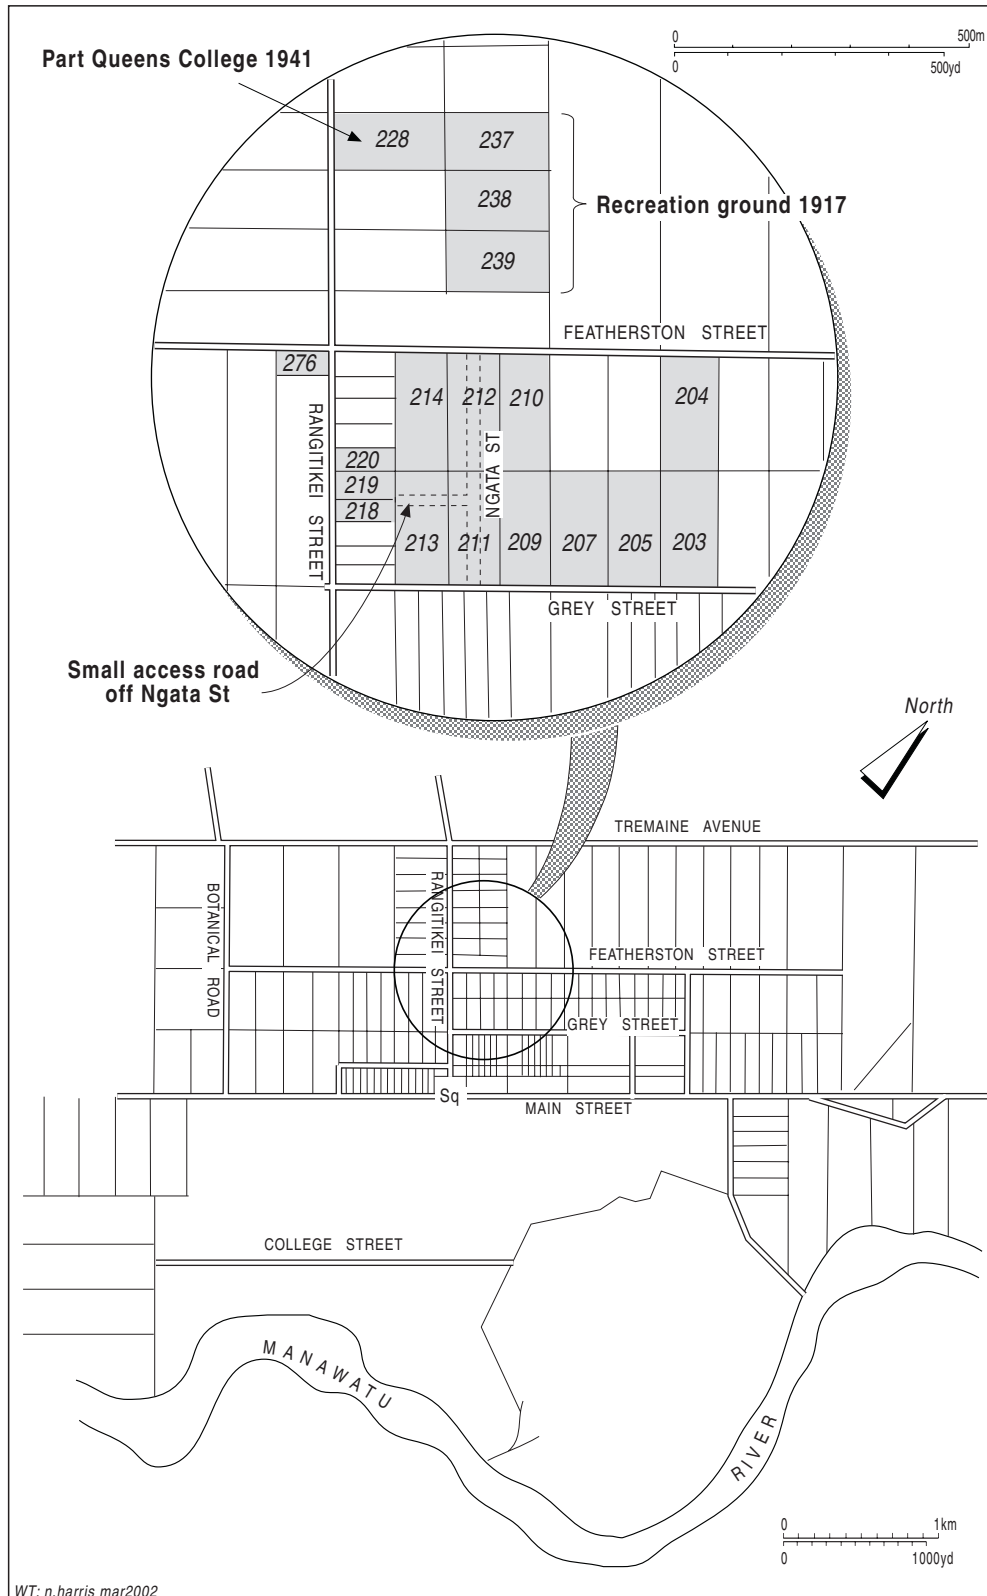 0 500m
0 500yd
Part Queens College 1941
228 237
238
Recreation ground 1917
239
FEATHERSTON STREET
276
214 212 210 204
RANGITIKEI STREET
NGATA ST
220
219
218
213 211 209 207 205 203
GREY STREET
Small access road
off Ngata St
North
TREMAINE AVENUE
BOTANICAL ROAD
RANGITIKEI STREET
FEATHERSTON STREET
GREY STREET
Sq
MAIN STREET
COLLEGE STREET
MANAWATU
RIVER
0 1km
0 1000yd
WT: n.harris mar2002